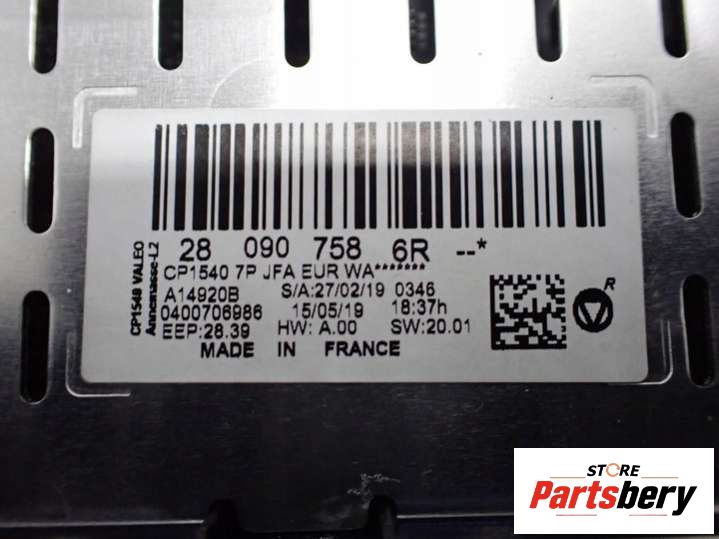 CP1540 VALEO
Annemasse-L2
28 090 758 6R --*
CP1540 7P JFA EUR WA*******
A14920B S/A:27/02/19 0346
0400706986 15/05/19 18:37h
EEP:28.39 HW: A.00 SW:20.01
MADE IN FRANCE
R
STORE
Partsbery